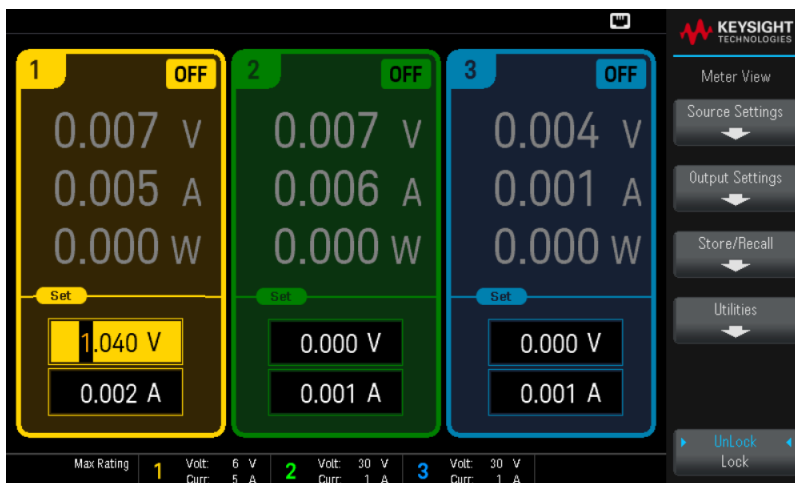 KEYSIGHT
TECHNOLOGIES
Meter View
1 OFF 2 OFF 3 OFF
0.007 V 0.007 V 0.004 V
0.005 A 0.006 A 0.001 A
0.000 W 0.000 W 0.000 W
Set Set Set
1.040 V 0.000 V 0.000 V
0.002 A 0.001 A 0.001 A
Source Settings
Output Settings
Store/Recall
Utilities
UnLock
Lock
Max Rating 1 Volt: 6 V 2 Volt: 30 V 3 Volt: 30 V
Curr: 5 A Curr: 1 A Curr: 1 A